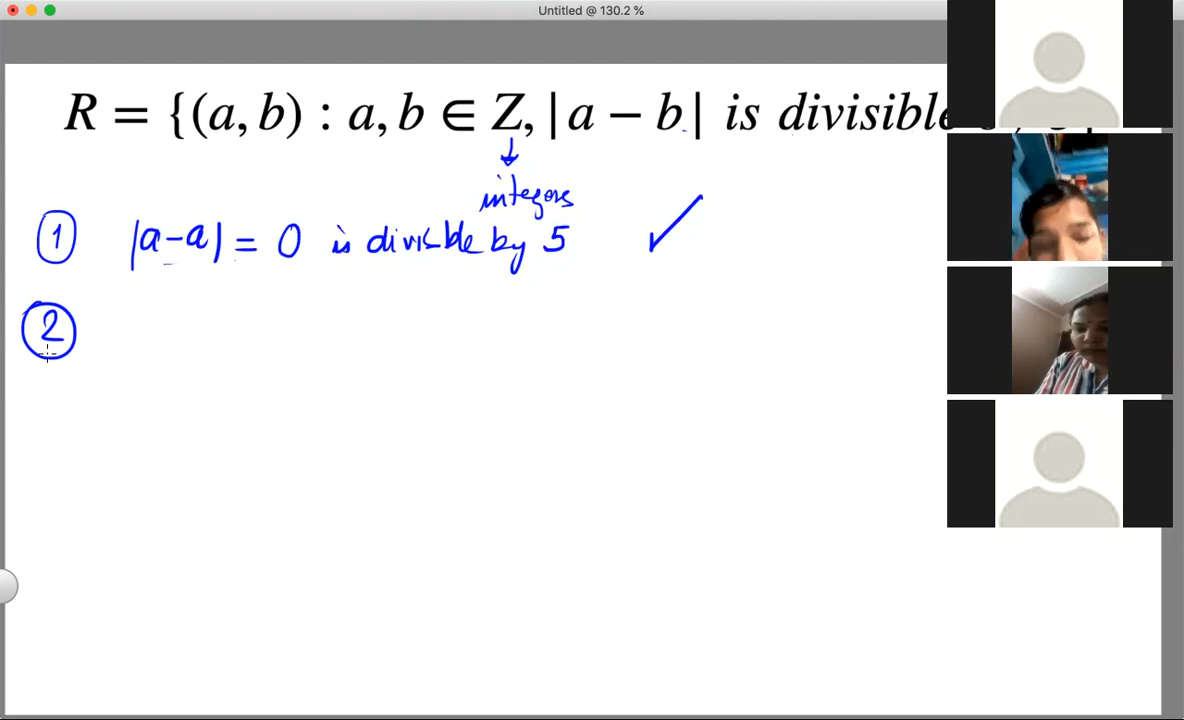 Untitled @ 130.2 %
R = {(a, b) : a, b ∈ Z, |a − b| is divisible
integers
① |a-a| = 0 is divisible by 5 ✓
②